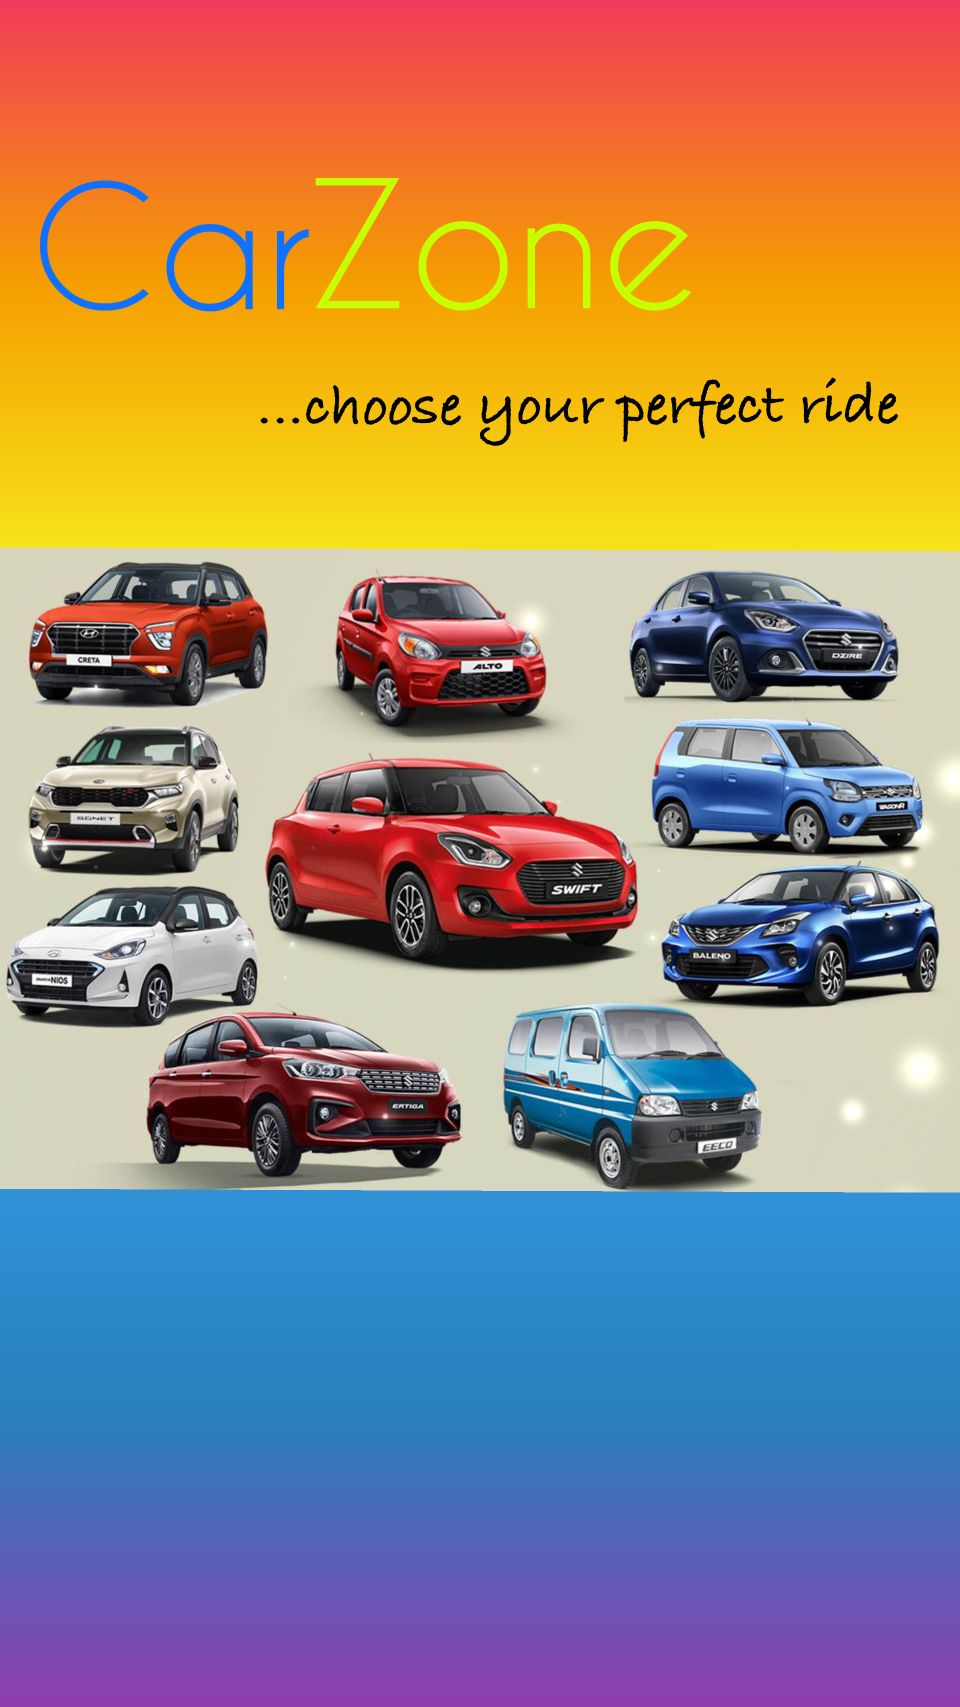 CarZone
...choose your perfect ride
CRETA
ALTO
DZIRE
SONET
SWIFT
WAGONR
NIOS
BALENO
ERTIGA
EECO